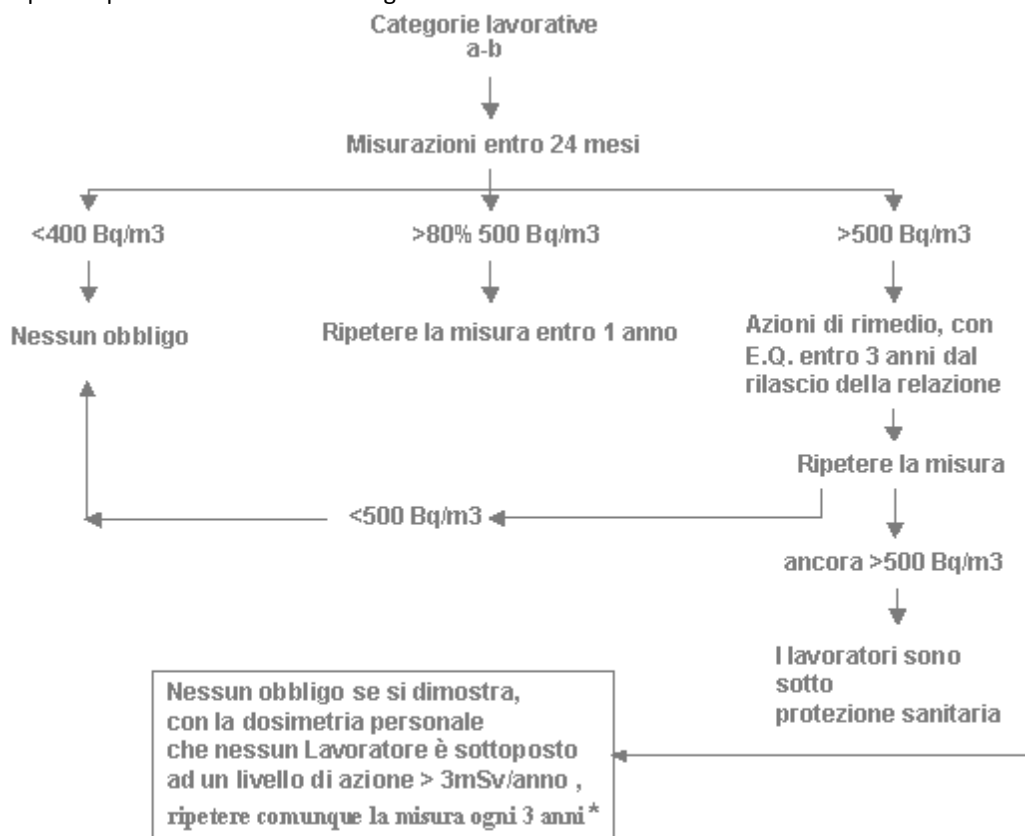 Categorie lavorative
a-b
Misurazioni entro 24 mesi
<400 Bq/m3
>80% 500 Bq/m3
>500 Bq/m3
Nessun obbligo
Ripetere la misura entro 1 anno
Azioni di rimedio, con
E.Q. entro 3 anni dal
rilascio della relazione
Ripetere la misura
<500 Bq/m3
ancora >500 Bq/m3
I lavoratori sono
sotto
protezione sanitaria
Nessun obbligo se si dimostra,
con la dosimetria personale
che nessun Lavoratore è sottoposto
ad un livello di azione > 3mSv/anno ,
ripetere comunque la misura ogni 3 anni*